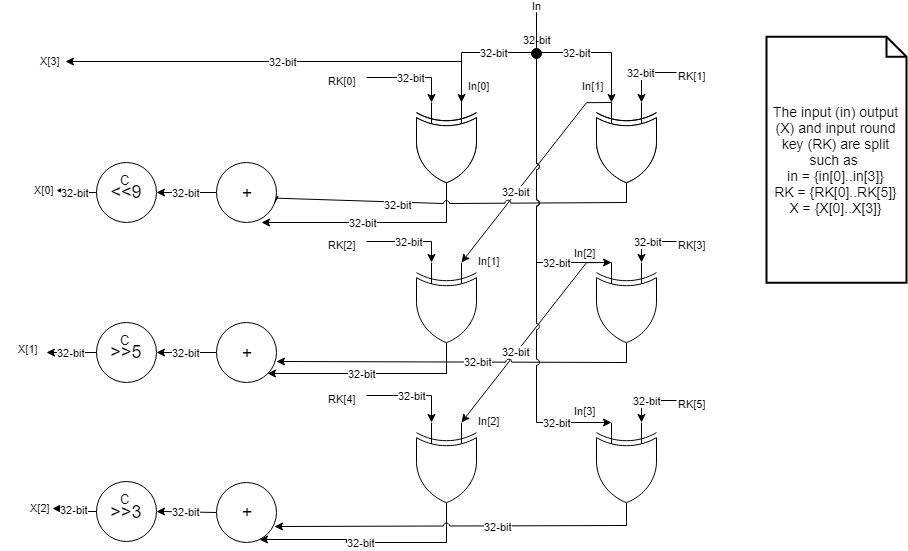 In
32-bit
32-bit
32-bit
X[3]
32-bit
RK[0]
32-bit
In[0]
In[1]
32-bit
RK[1]
X[0]
32-bit
C
<<9
32-bit
+
32-bit
32-bit
32-bit
RK[2]
32-bit
In[1]
32-bit
In[2]
32-bit
RK[3]
X[1]
32-bit
C
>>5
32-bit
+
32-bit
32-bit
32-bit
RK[4]
32-bit
In[2]
32-bit
In[3]
32-bit
RK[5]
X[2]
32-bit
C
>>3
32-bit
+
32-bit
32-bit
The input (in) output
(X) and input round
key (RK) are split
such as
in = {in[0]..in[3]}
RK = {RK[0]..RK[5]}
X = {X[0]..X[3]}